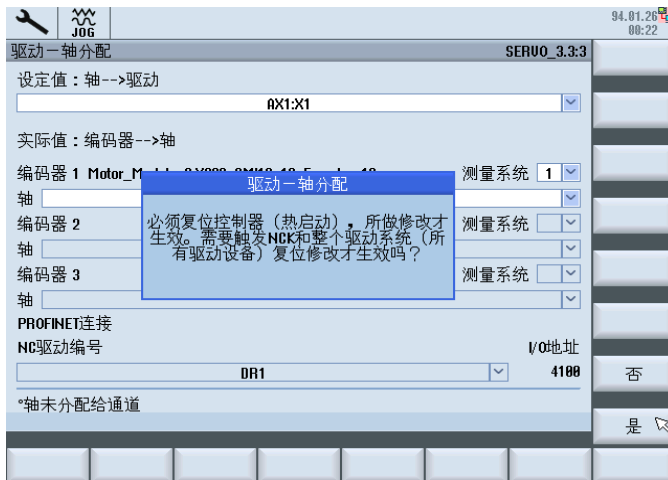 JOG
94.01.26
00:22
驱动一轴分配 SERVO_3.3:3
设定值：轴-->驱动
AX1:X1
实际值：编码器-->轴
编码器 1 测量系统 1
轴
驱动一轴分配
必须复位控制器（热启动），所做修改才
生效。需要触发NCK和整个驱动系统（所
有驱动设备）复位修改才生效吗？
编码器 2 测量系统
轴
编码器 3 测量系统
轴
PROFINET连接
NC驱动编号 I/O地址
DR1 4100
否
°轴未分配给通道
是